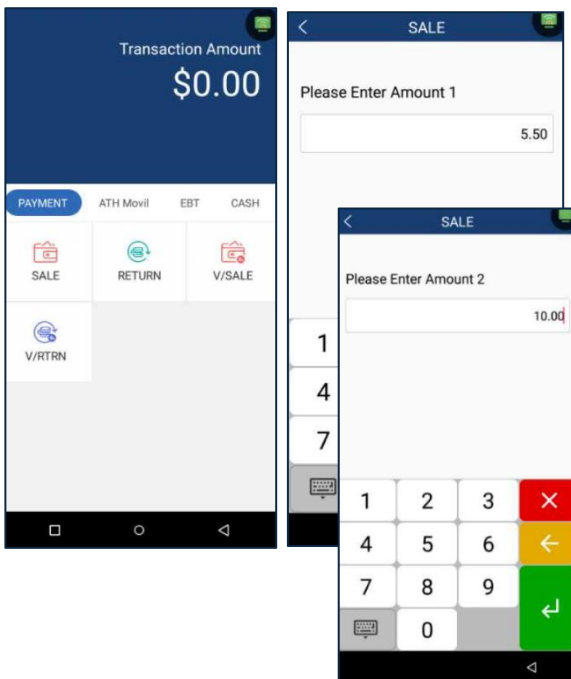 Transaction Amount
$0.00
PAYMENT ATH Movil EBT CASH
SALE RETURN V/SALE
V/RTRN
SALE
Please Enter Amount 1
5.50
1
4
7
SALE
Please Enter Amount 2
10.00
1 2 3
4 5 6
7 8 9
0